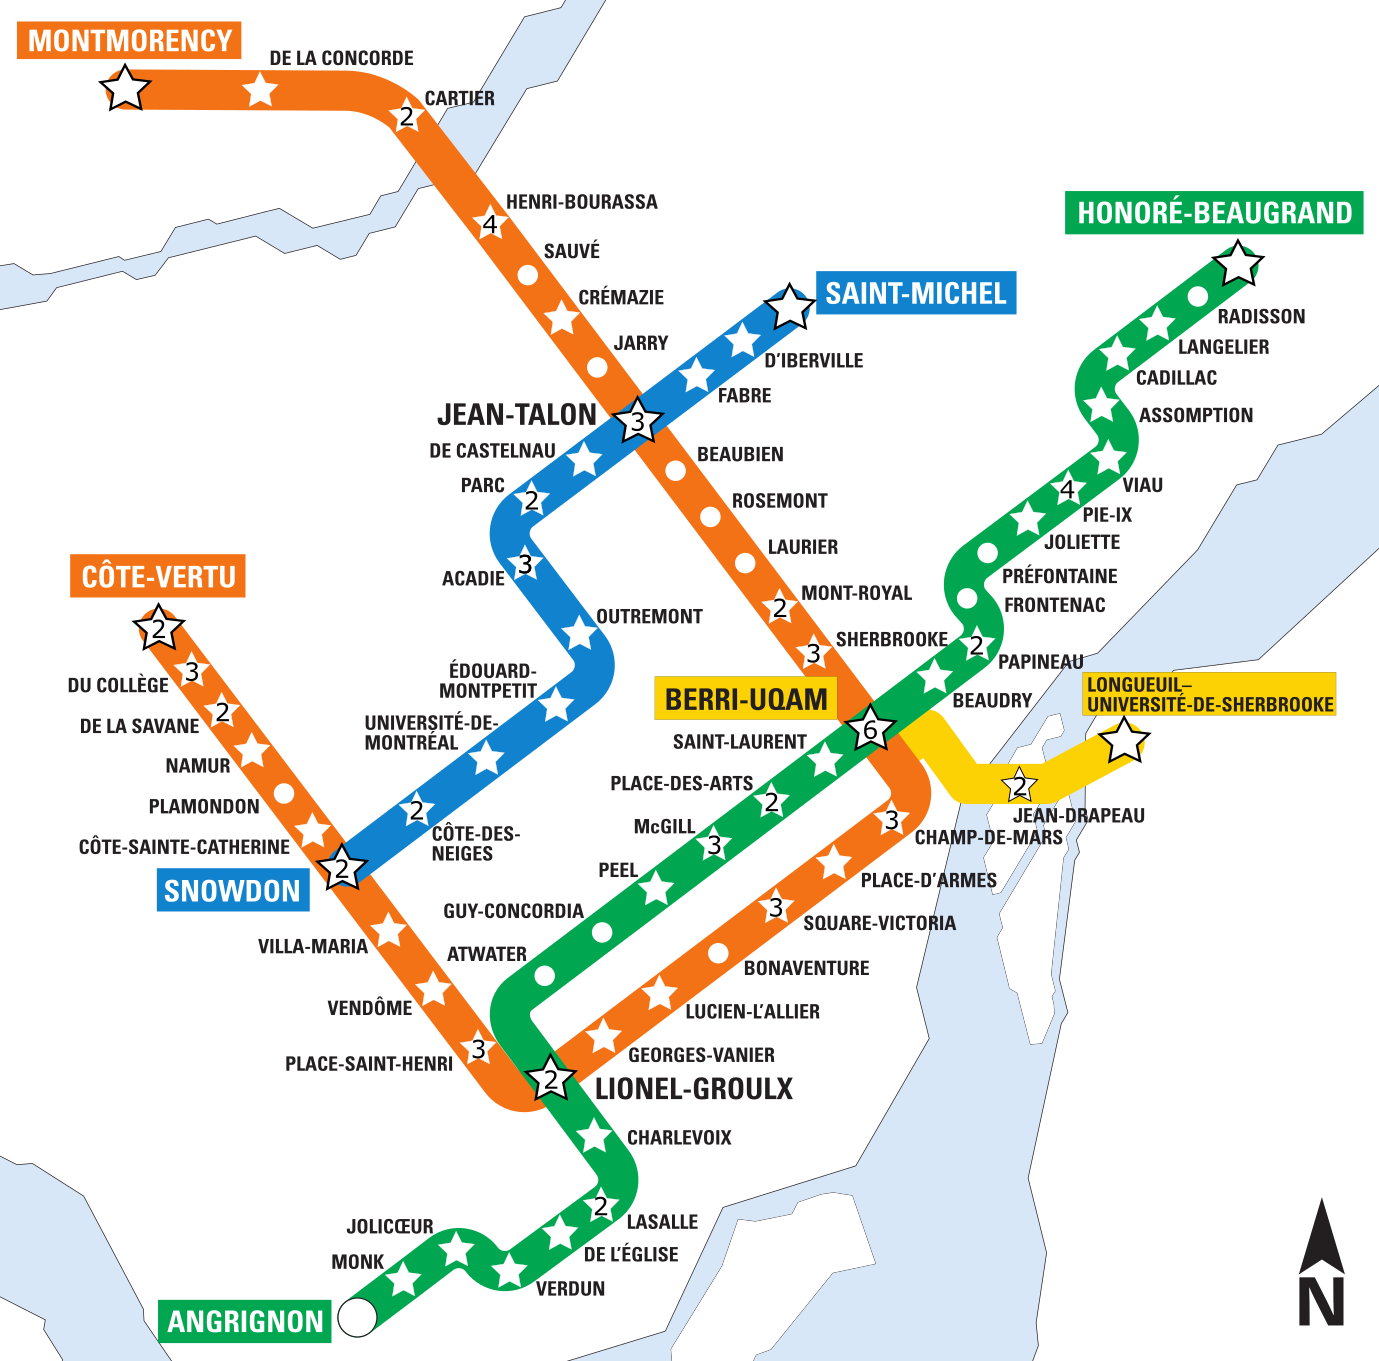 MONTMORENCY
DE LA CONCORDE
2
CARTIER
4
HENRI-BOURASSA
SAUVÉ
CRÉMAZIE
JARRY
HONORÉ-BEAUGRAND
SAINT-MICHEL
RADISSON
LANGELIER
CADILLAC
ASSOMPTION
D'IBERVILLE
FABRE
JEAN-TALON
3
DE CASTELNAU
BEAUBIEN
PARC
2
ROSEMONT
4
VIAU
PIE-IX
JOLIETTE
LAURIER
ACADIE
3
PRÉFONTAINE
FRONTENAC
CÔTE-VERTU
2
MONT-ROYAL
2
OUTREMONT
3
SHERBROOKE
2
PAPINEAU
3
DU COLLÈGE
ÉDOUARD-
MONTPETIT
BERRI-UQAM
6
BEAUDRY
LONGUEUIL–
UNIVERSITÉ-DE-SHERBROOKE
2
DE LA SAVANE
UNIVERSITÉ-DE-
MONTRÉAL
SAINT-LAURENT
NAMUR
PLACE-DES-ARTS
2
2
JEAN-DRAPEAU
PLAMONDON
2
CÔTE-DES-
NEIGES
McGILL
3
3
CHAMP-DE-MARS
CÔTE-SAINTE-CATHERINE
2
SNOWDON
PEEL
PLACE-D'ARMES
GUY-CONCORDIA
3
SQUARE-VICTORIA
VILLA-MARIA
ATWATER
BONAVENTURE
VENDÔME
LUCIEN-L'ALLIER
PLACE-SAINT-HENRI
3
GEORGES-VANIER
2
LIONEL-GROULX
CHARLEVOIX
2
LASALLE
JOLICŒUR
DE L'ÉGLISE
MONK
VERDUN
ANGRIGNON
N